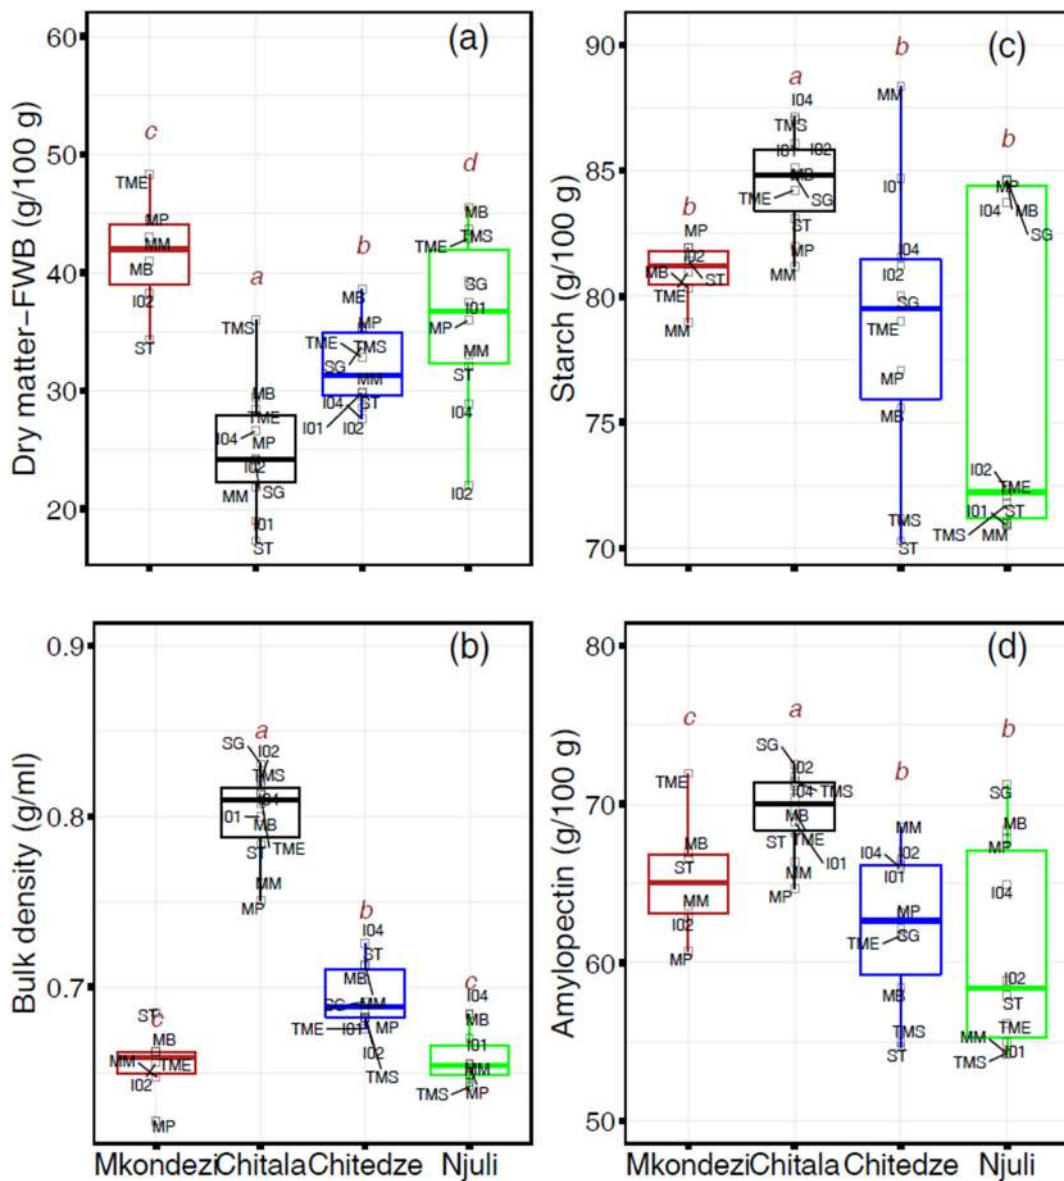 (a)
Dry matter–FWB (g/100 g)
60
50
40
30
20
c
a
b
d
TME
MP
MM
MB
I02
ST
TMS
MB
TME
I04
MP
I02
MM
SG
I01
ST
MB
MP
TME
TMS
SG
MM
I04
ST
I01
I02
MB
TME
TMS
SG
I01
MP
MM
ST
I04
I02
(c)
Starch (g/100 g)
90
85
80
75
70
b
a
b
b
MP
I02
MB
ST
TME
MM
I04
TMS
I01
I02
MB
TME
SG
ST
MP
MM
MM
I01
I04
I02
SG
TME
MP
MB
TMS
ST
MP
I04
MB
SG
I02
TME
I01
ST
TMS
MM
(b)
Bulk density (g/ml)
0.9
0.8
0.7
c
a
b
c
ST
MB
MM
TME
I02
MP
SG
I02
TMS
I04
I01
MB
ST
TME
MM
MP
I04
ST
MB
SG
MM
TME
I01
MP
I02
TMS
I04
MB
I01
MM
TMS
MP
Mkondezi Chitala Chitedze Njuli
(d)
Amylopectin (g/100 g)
80
70
60
50
c
a
b
b
TME
MB
ST
MM
I02
MP
SG
I02
I04
TMS
MB
ST
TME
I01
MM
MP
MM
I04
I02
I01
MP
TME
SG
MB
TMS
ST
SG
MB
MP
I04
I02
ST
TME
MM
I01
TMS
Mkondezi Chitala Chitedze Njuli